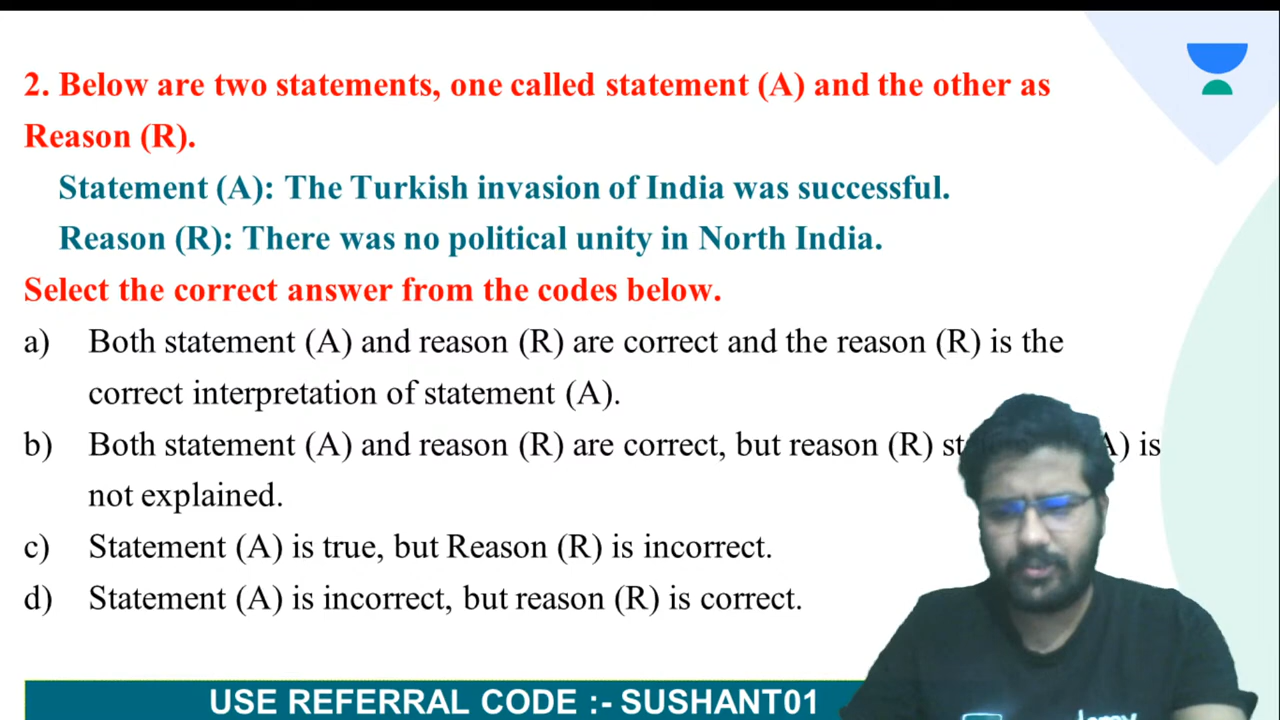 2. Below are two statements, one called statement (A) and the other as
Reason (R).
Statement (A): The Turkish invasion of India was successful.
Reason (R): There was no political unity in North India.
Select the correct answer from the codes below.
a) Both statement (A) and reason (R) are correct and the reason (R) is the
correct interpretation of statement (A).
b) Both statement (A) and reason (R) are correct, but reason (R) is
not explained.
c) Statement (A) is true, but Reason (R) is incorrect.
d) Statement (A) is incorrect, but reason (R) is correct.
USE REFERRAL CODE :- SUSHANT01